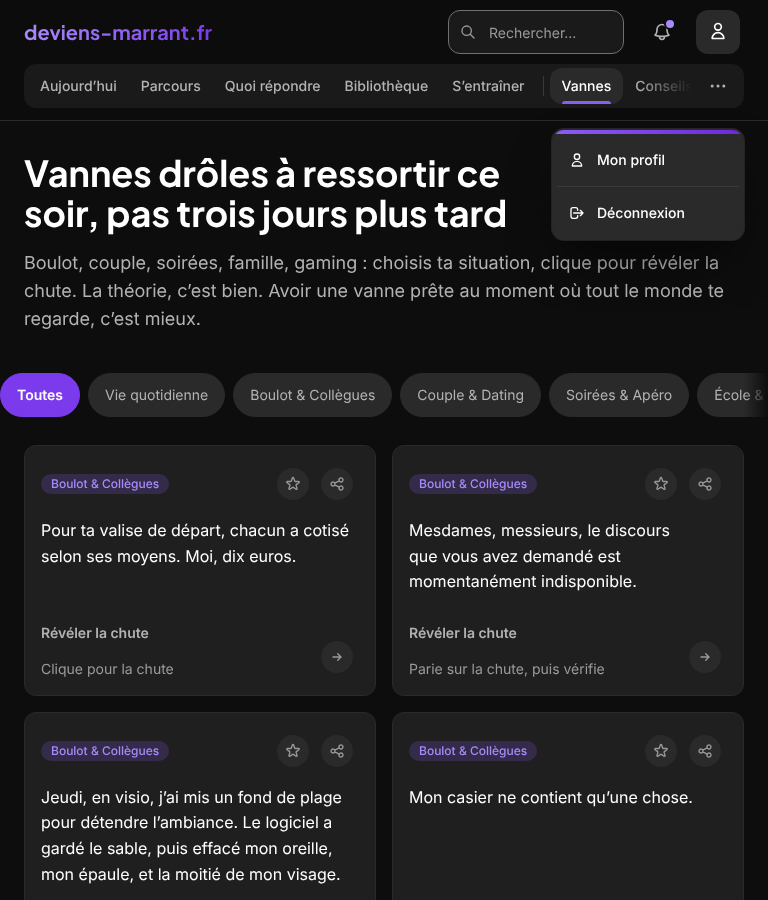 deviens-marrant.fr
Rechercher...
Aujourd’hui Parcours Quoi répondre Bibliothèque S’entraîner Vannes Conseils
Mon profil
Déconnexion
Vannes drôles à ressortir ce
soir, pas trois jours plus tard
Boulot, couple, soirées, famille, gaming : choisis ta situation, clique pour révéler la
chute. La théorie, c’est bien. Avoir une vanne prête au moment où tout le monde te
regarde, c’est mieux.
Toutes Vie quotidienne Boulot & Collègues Couple & Dating Soirées & Apéro École &
Boulot & Collègues
Pour ta valise de départ, chacun a cotisé
selon ses moyens. Moi, dix euros.
Révéler la chute
Clique pour la chute
Boulot & Collègues
Mesdames, messieurs, le discours
que vous avez demandé est
momentanément indisponible.
Révéler la chute
Parie sur la chute, puis vérifie
Boulot & Collègues
Jeudi, en visio, j’ai mis un fond de plage
pour détendre l’ambiance. Le logiciel a
gardé le sable, puis effacé mon oreille,
mon épaule, et la moitié de mon visage.
Boulot & Collègues
Mon casier ne contient qu’une chose.